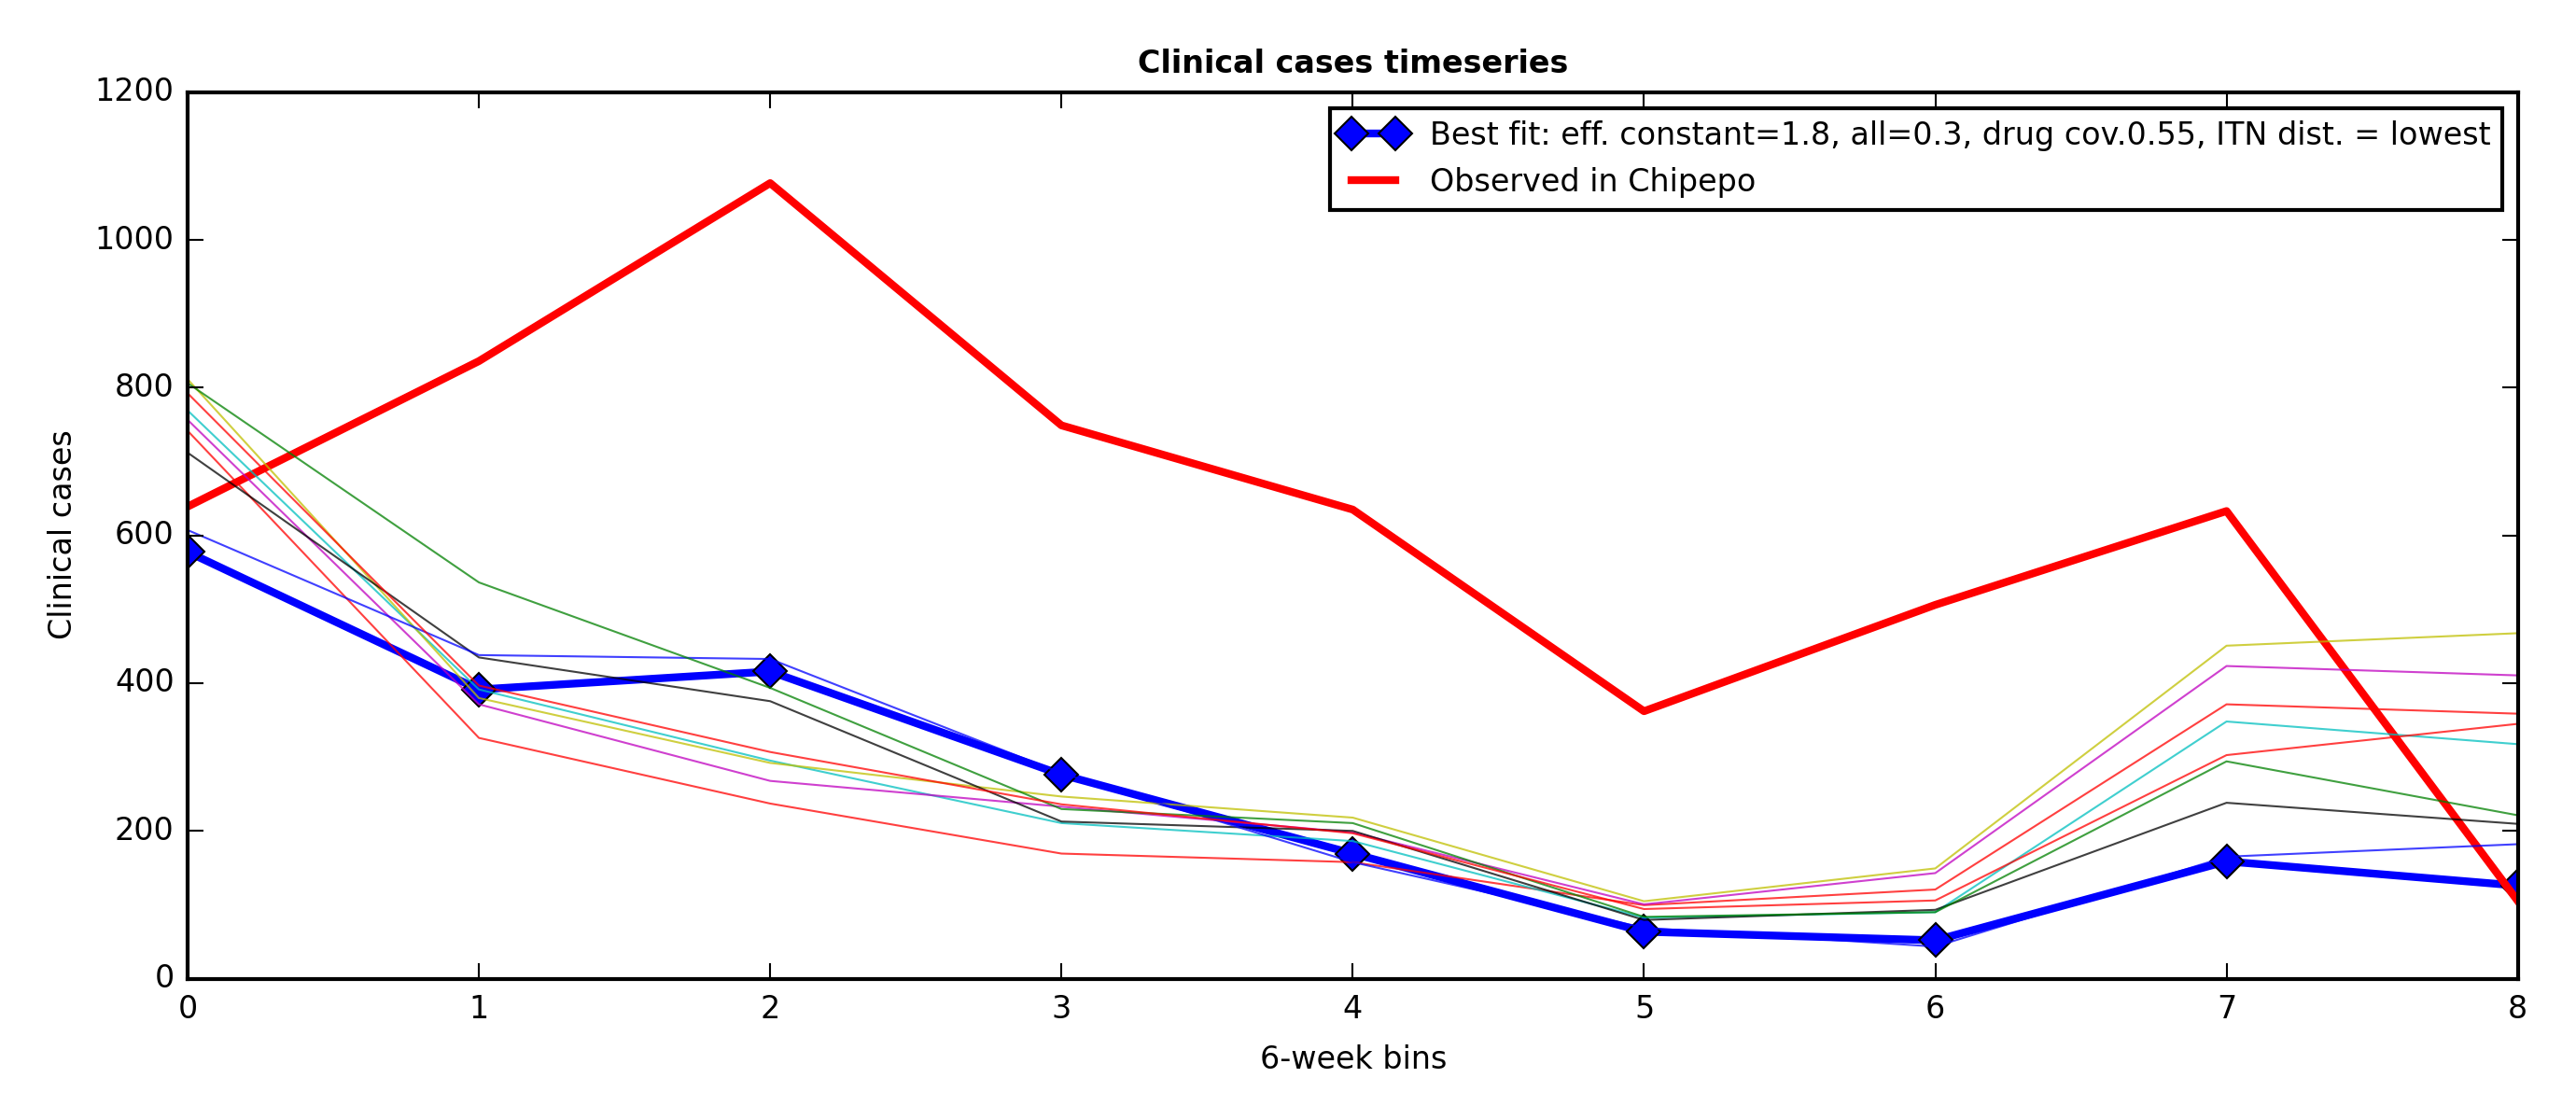 Clinical cases timeseries
1200
1000
800
600
400
200
0
Clinical cases
Best fit: eff. constant=1.8, all=0.3, drug cov.0.55, ITN dist. = lowest
Observed in Chipepo
0 1 2 3 4 5 6 7 8
6-week bins